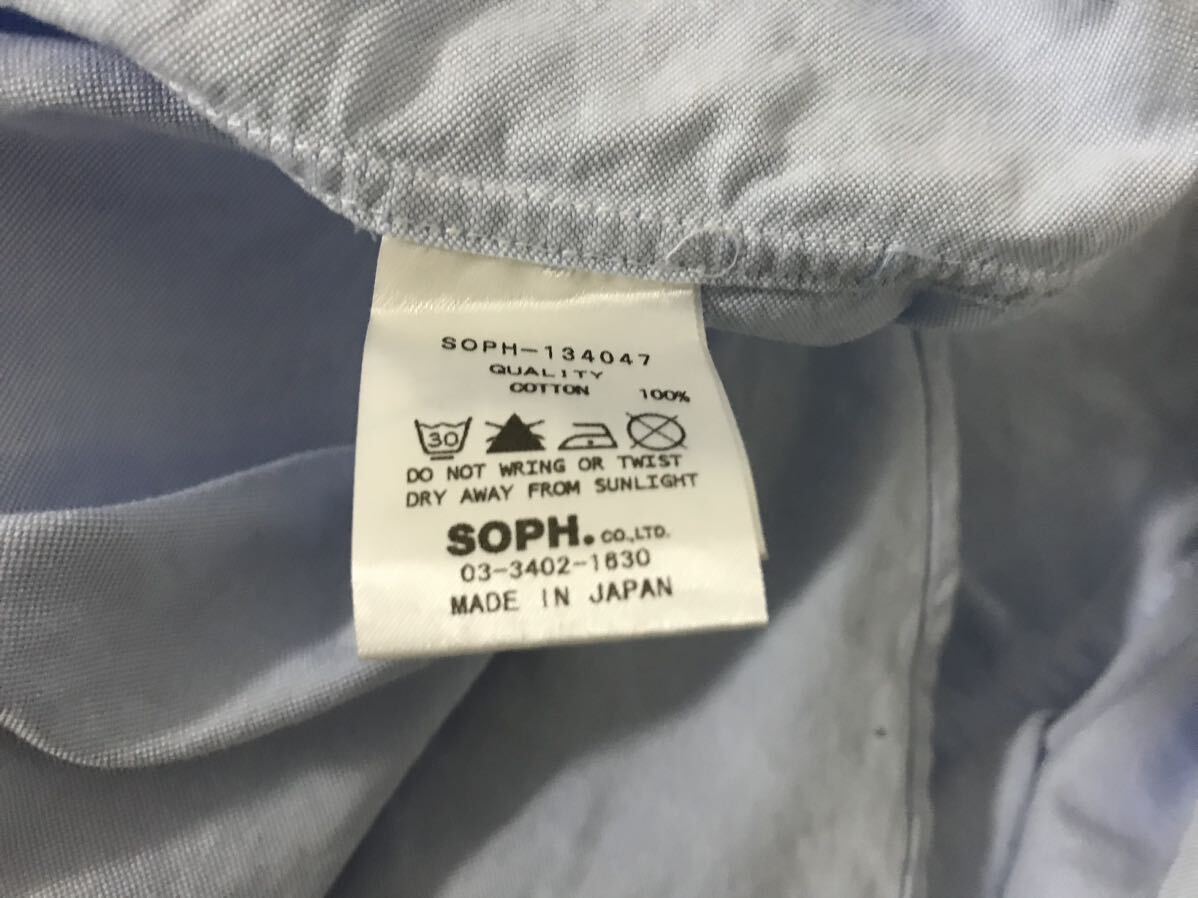 SOPH-134047
QUALITY
COTTON 100%
30
DO NOT WRING OR TWIST
DRY AWAY FROM SUNLIGHT
SOPH. CO.,LTD.
03-3402-1630
MADE IN JAPAN